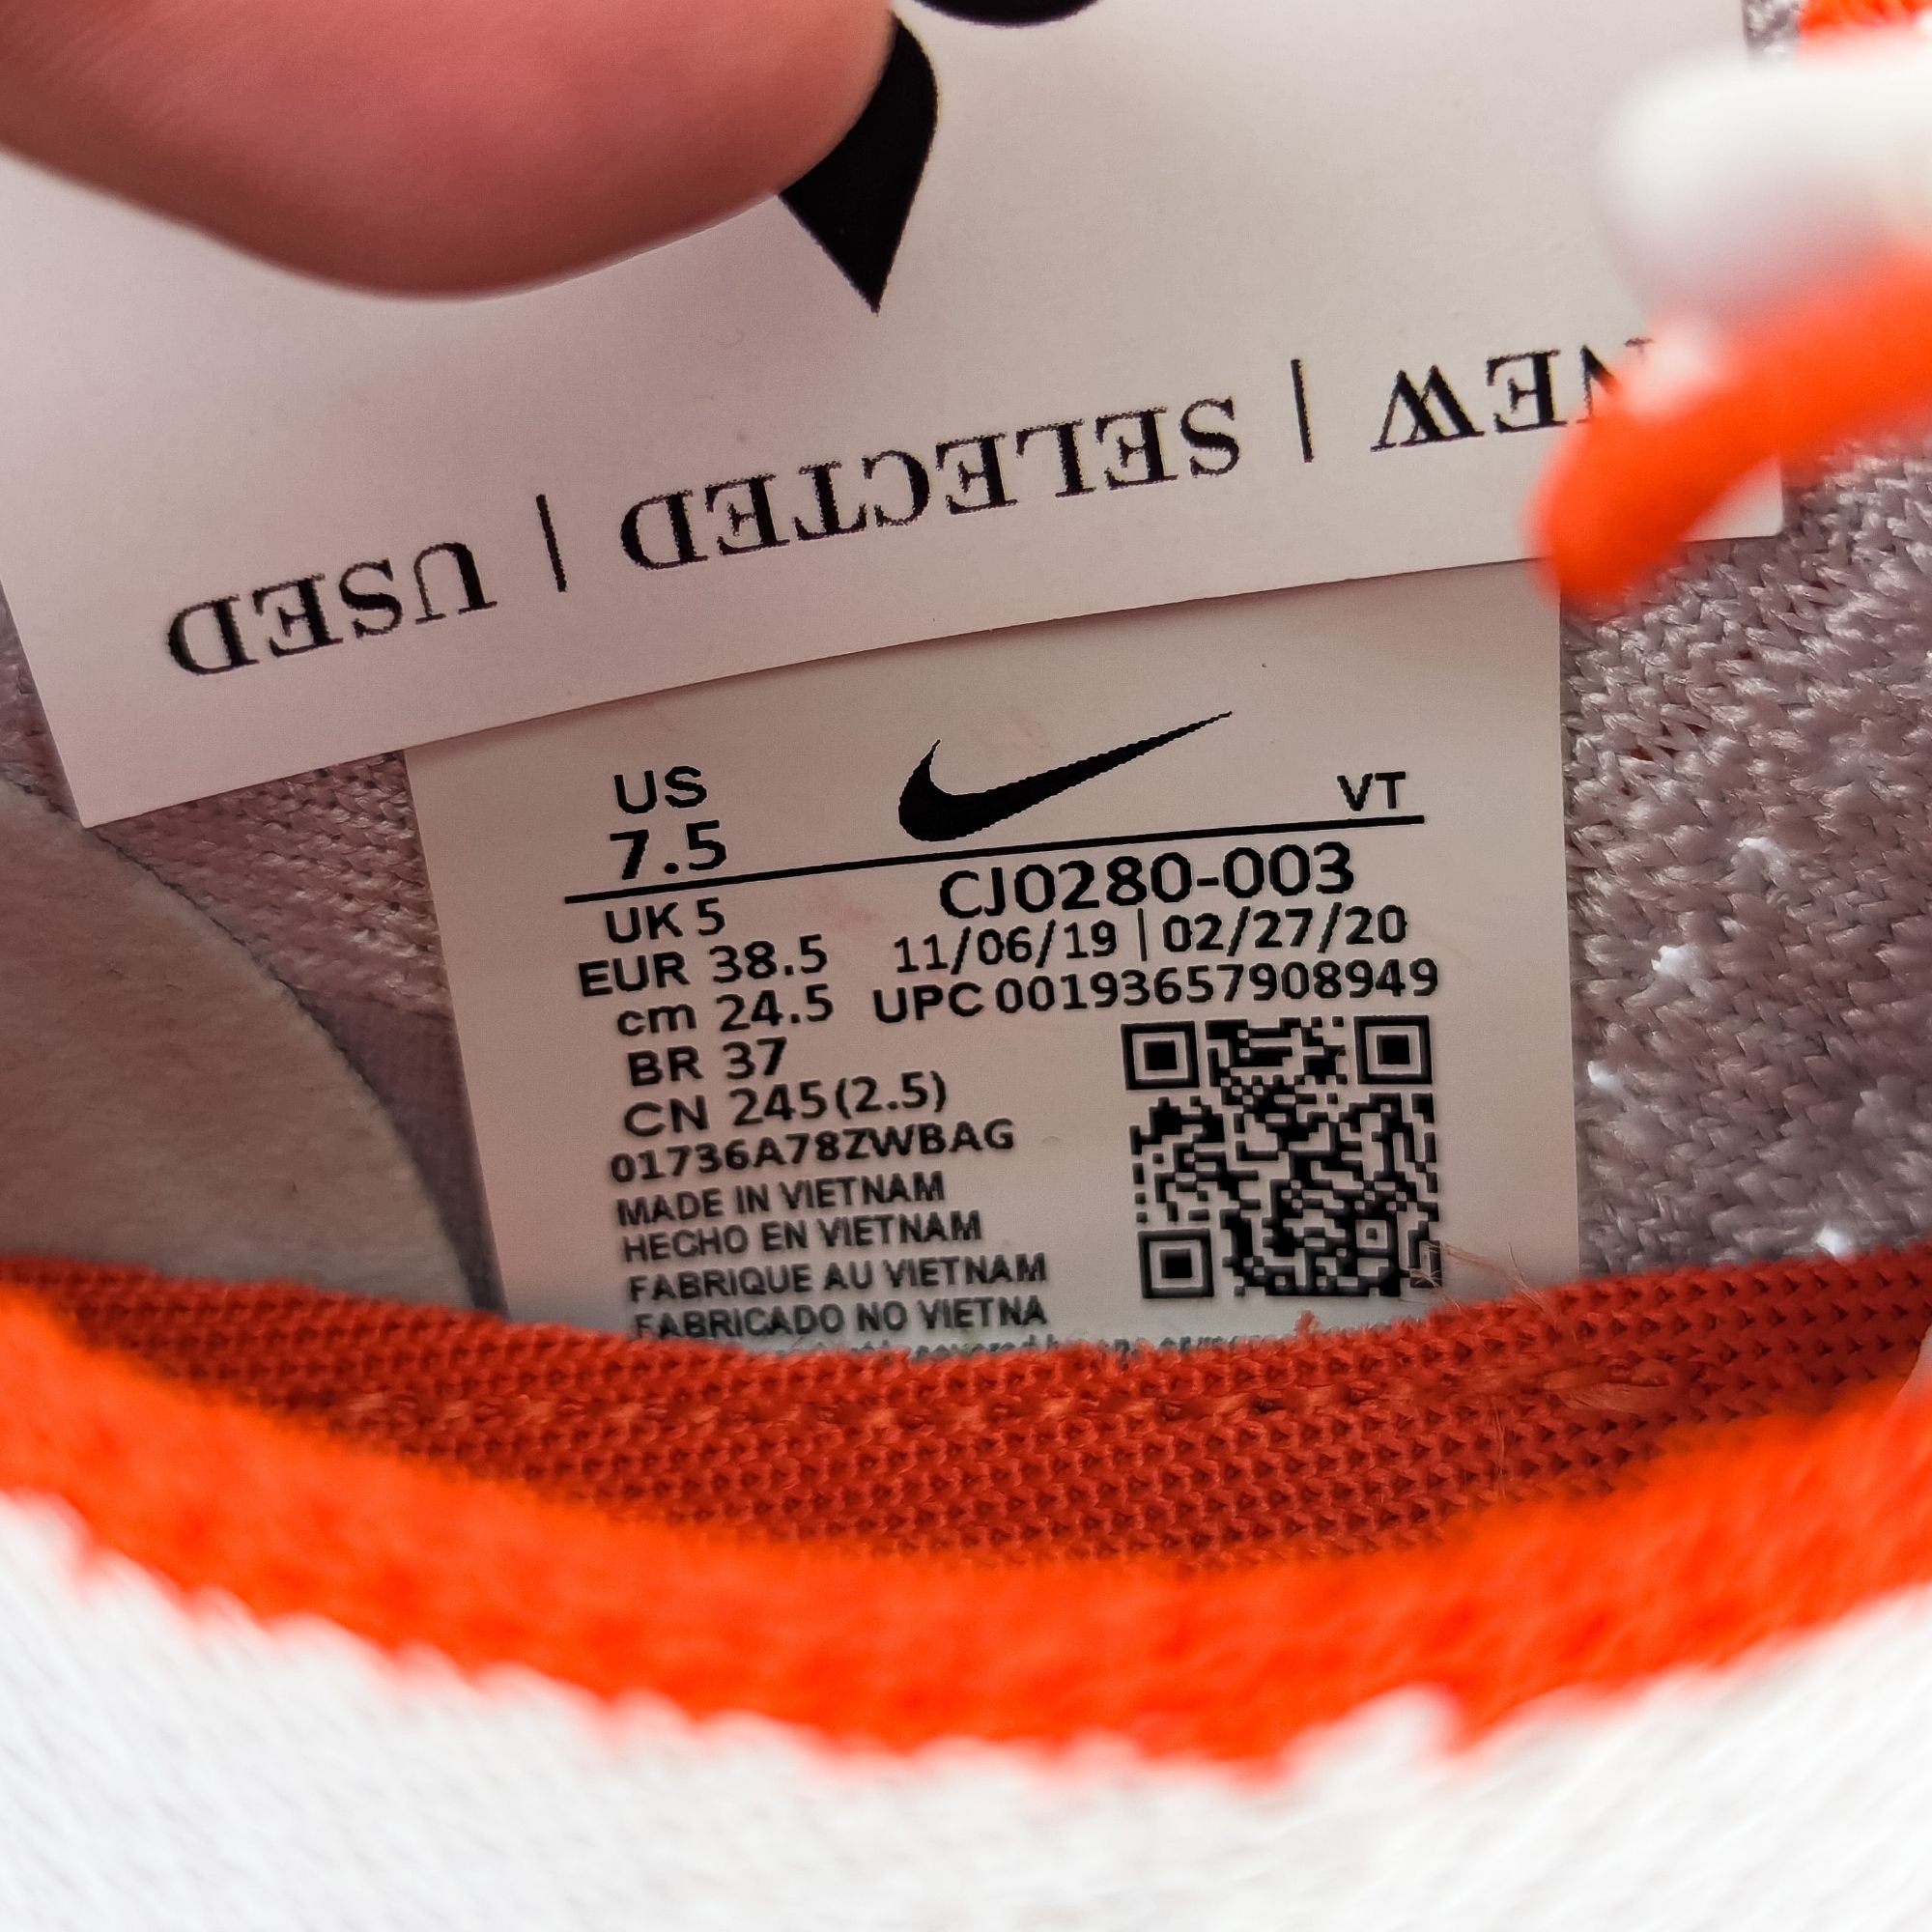 NEW | SELECTED | USED
US
7.5
VT
CJ0280-003
UK 5
11/06/19 | 02/27/20
EUR 38.5
UPC 00193657908949
cm 24.5
BR 37
CN 245(2.5)
01736A78ZWBAG
MADE IN VIETNAM
HECHO EN VIETNAM
FABRIQUE AU VIETNAM
FABRICADO NO VIETNA